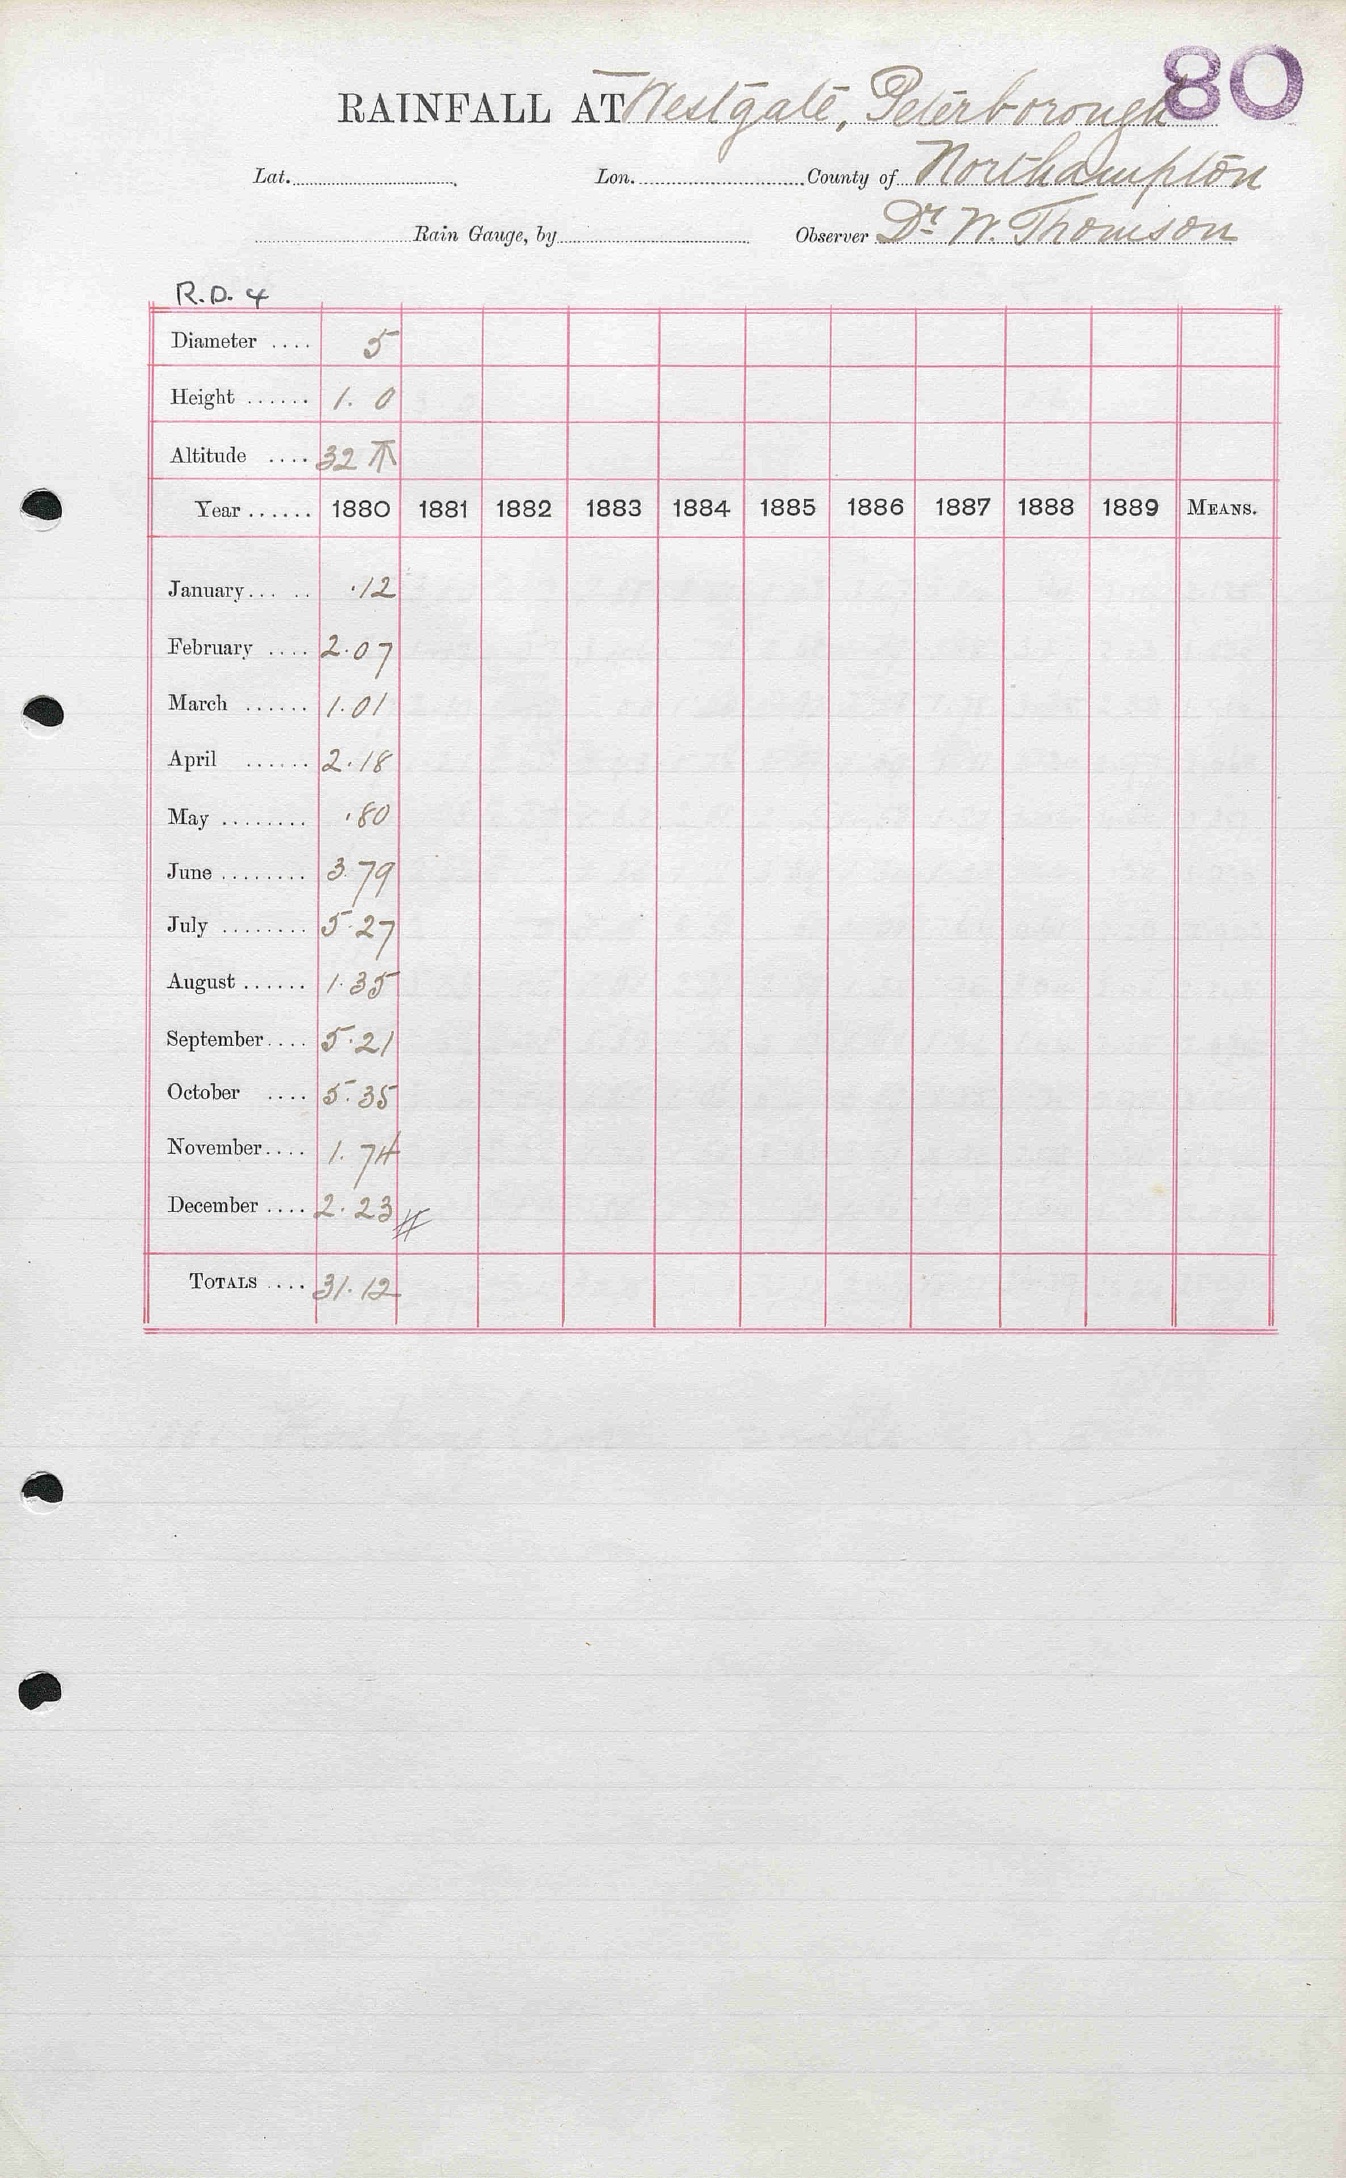 80
RAINFALL AT Westgate, Peterborough
Lat. Lon. County of Northampton
Rain Gauge, by Observer Dr. W. Thomson
R.D. 4
Diameter .... 5
Height ...... 1. 0
Altitude .... 32
Year ...... 1880 1881 1882 1883 1884 1885 1886 1887 1888 1889 MEANS.
January... .. .12
February .... 2.07
March ...... 1.01
April ...... 2.18
May ........ .80
June ........ 3.79
July ........ 5.27
August ...... 1.35
September.... 5.21
October .... 5.35
November.... 1.74
December .... 2.23 #
TOTALS .... 31.12